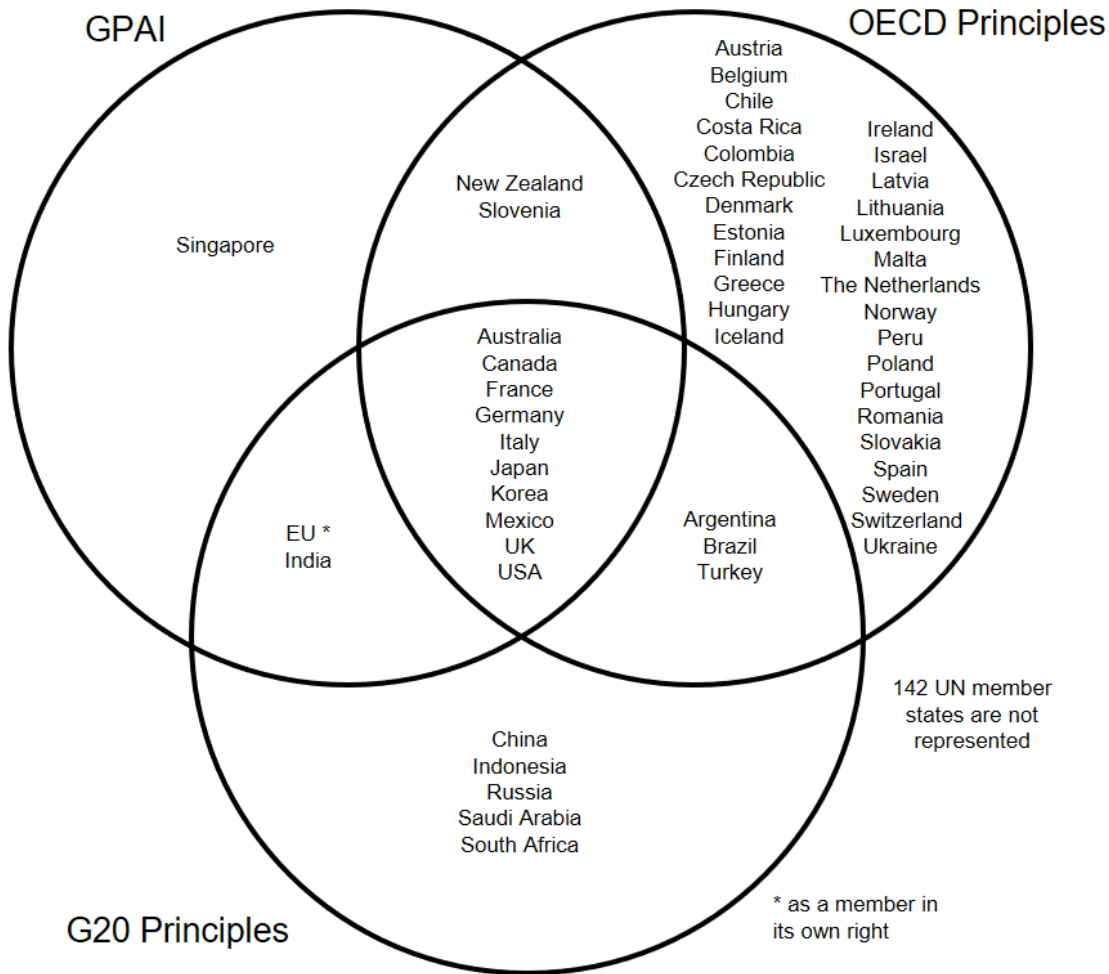 GPAI
OECD Principles
Austria
Belgium
Chile
Costa Rica
Colombia
Czech Republic
Denmark
Estonia
Finland
Greece
Hungary
Iceland
Ireland
Israel
Latvia
Lithuania
Luxembourg
Malta
The Netherlands
Norway
Peru
Poland
Portugal
Romania
Slovakia
Spain
Sweden
Switzerland
Ukraine
New Zealand
Slovenia
Singapore
Australia
Canada
France
Germany
Italy
Japan
Korea
Mexico
UK
USA
EU *
India
Argentina
Brazil
Turkey
142 UN member
states are not
represented
China
Indonesia
Russia
Saudi Arabia
South Africa
* as a member in
its own right
G20 Principles